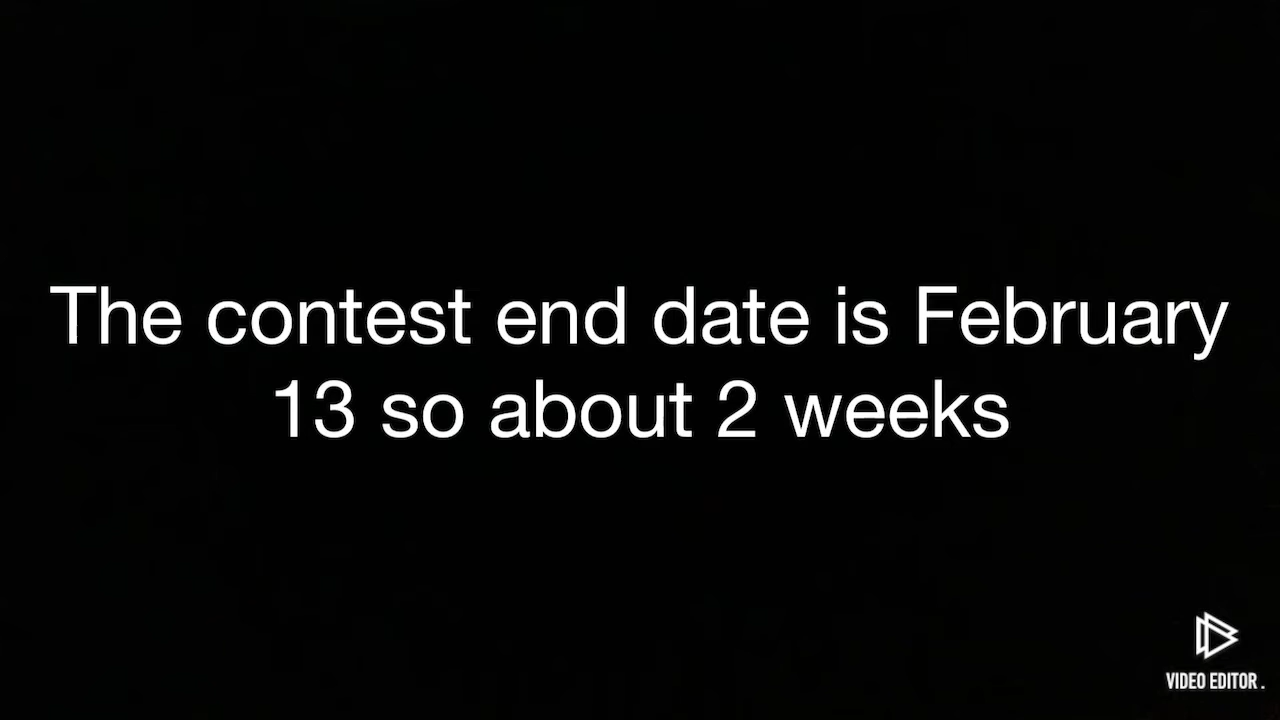 The contest end date is February
13 so about 2 weeks
VIDEO EDITOR .